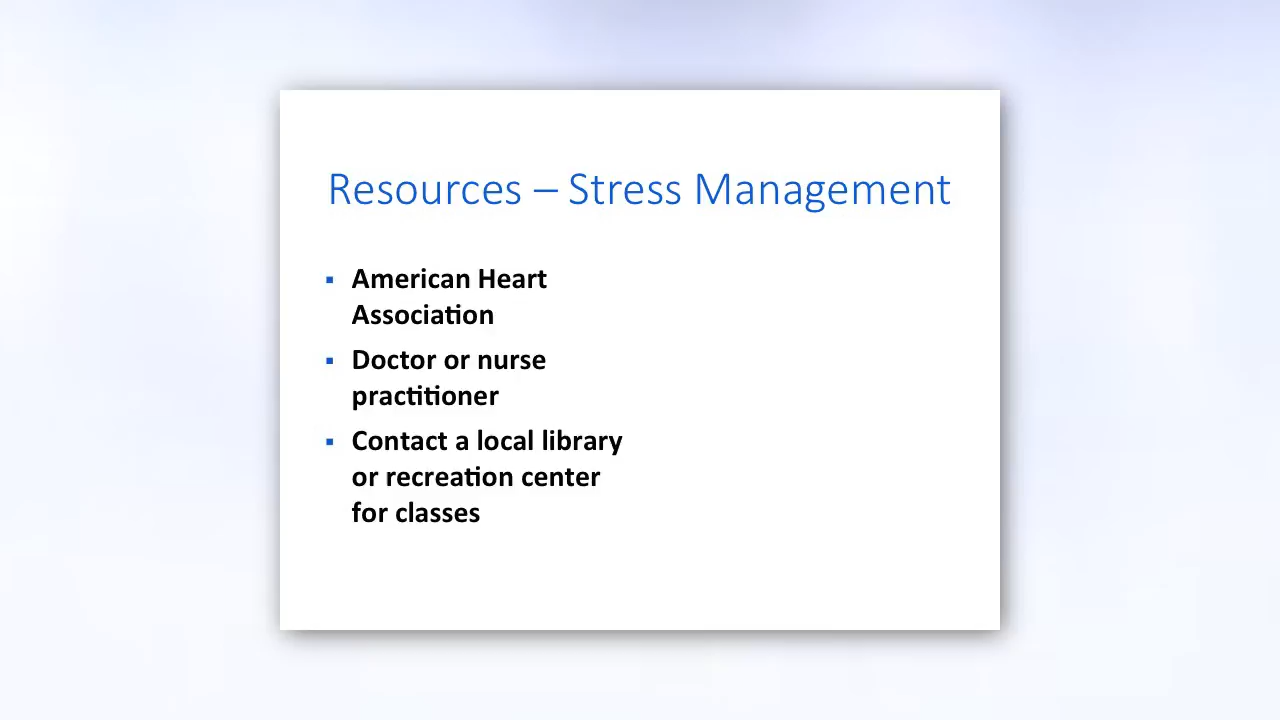 Resources – Stress Management
▪ American Heart
Association
▪ Doctor or nurse
practitioner
▪ Contact a local library
or recreation center
for classes